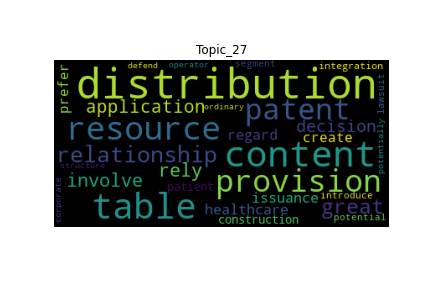 Topic_27
defend
operator
segment
integration
prefer
distribution
lawsuit
application
ordinary
patent
resource
regard
decision
create
relationship
content
potentially
structure
involve
rely
patient
provision
corporate
table
issuance
introduce
healthcare
great
construction
potential